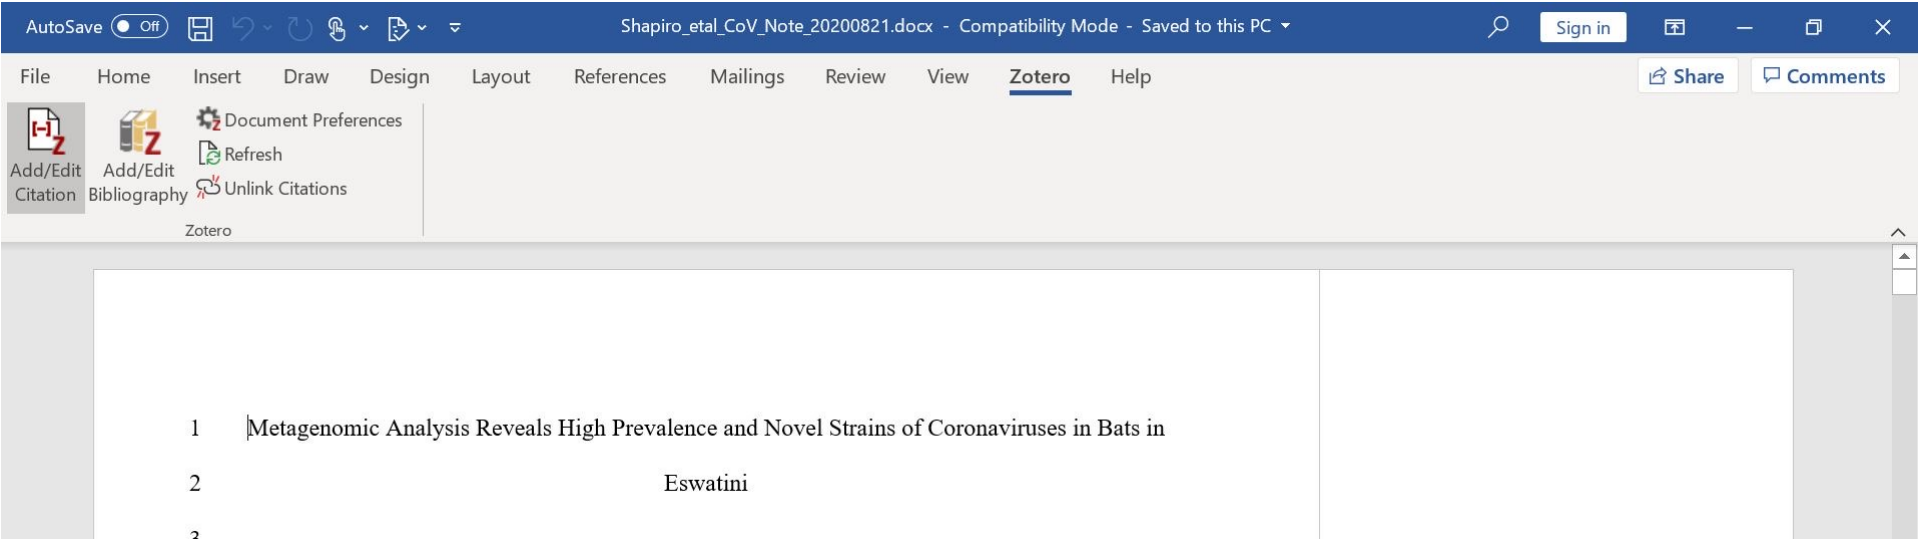 AutoSave Off Shapiro_etal_CoV_Note_20200821.docx - Compatibility Mode - Saved to this PC Sign in
File Home Insert Draw Design Layout References Mailings Review View Zotero Help Share Comments
Add/Edit Citation
Add/Edit Bibliography
Document Preferences
Refresh
Unlink Citations
Zotero
1 Metagenomic Analysis Reveals High Prevalence and Novel Strains of Coronaviruses in Bats in
2 Eswatini
3